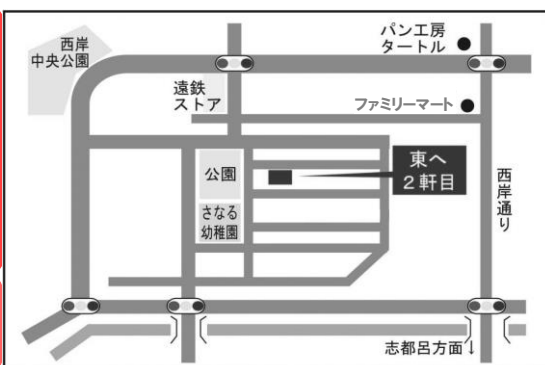 西岸
中央公園
パン工房
タートル
遠鉄
ストア
ファミリーマート
公園
東へ
2軒目
さなる
幼稚園
西岸通り
志都呂方面↓